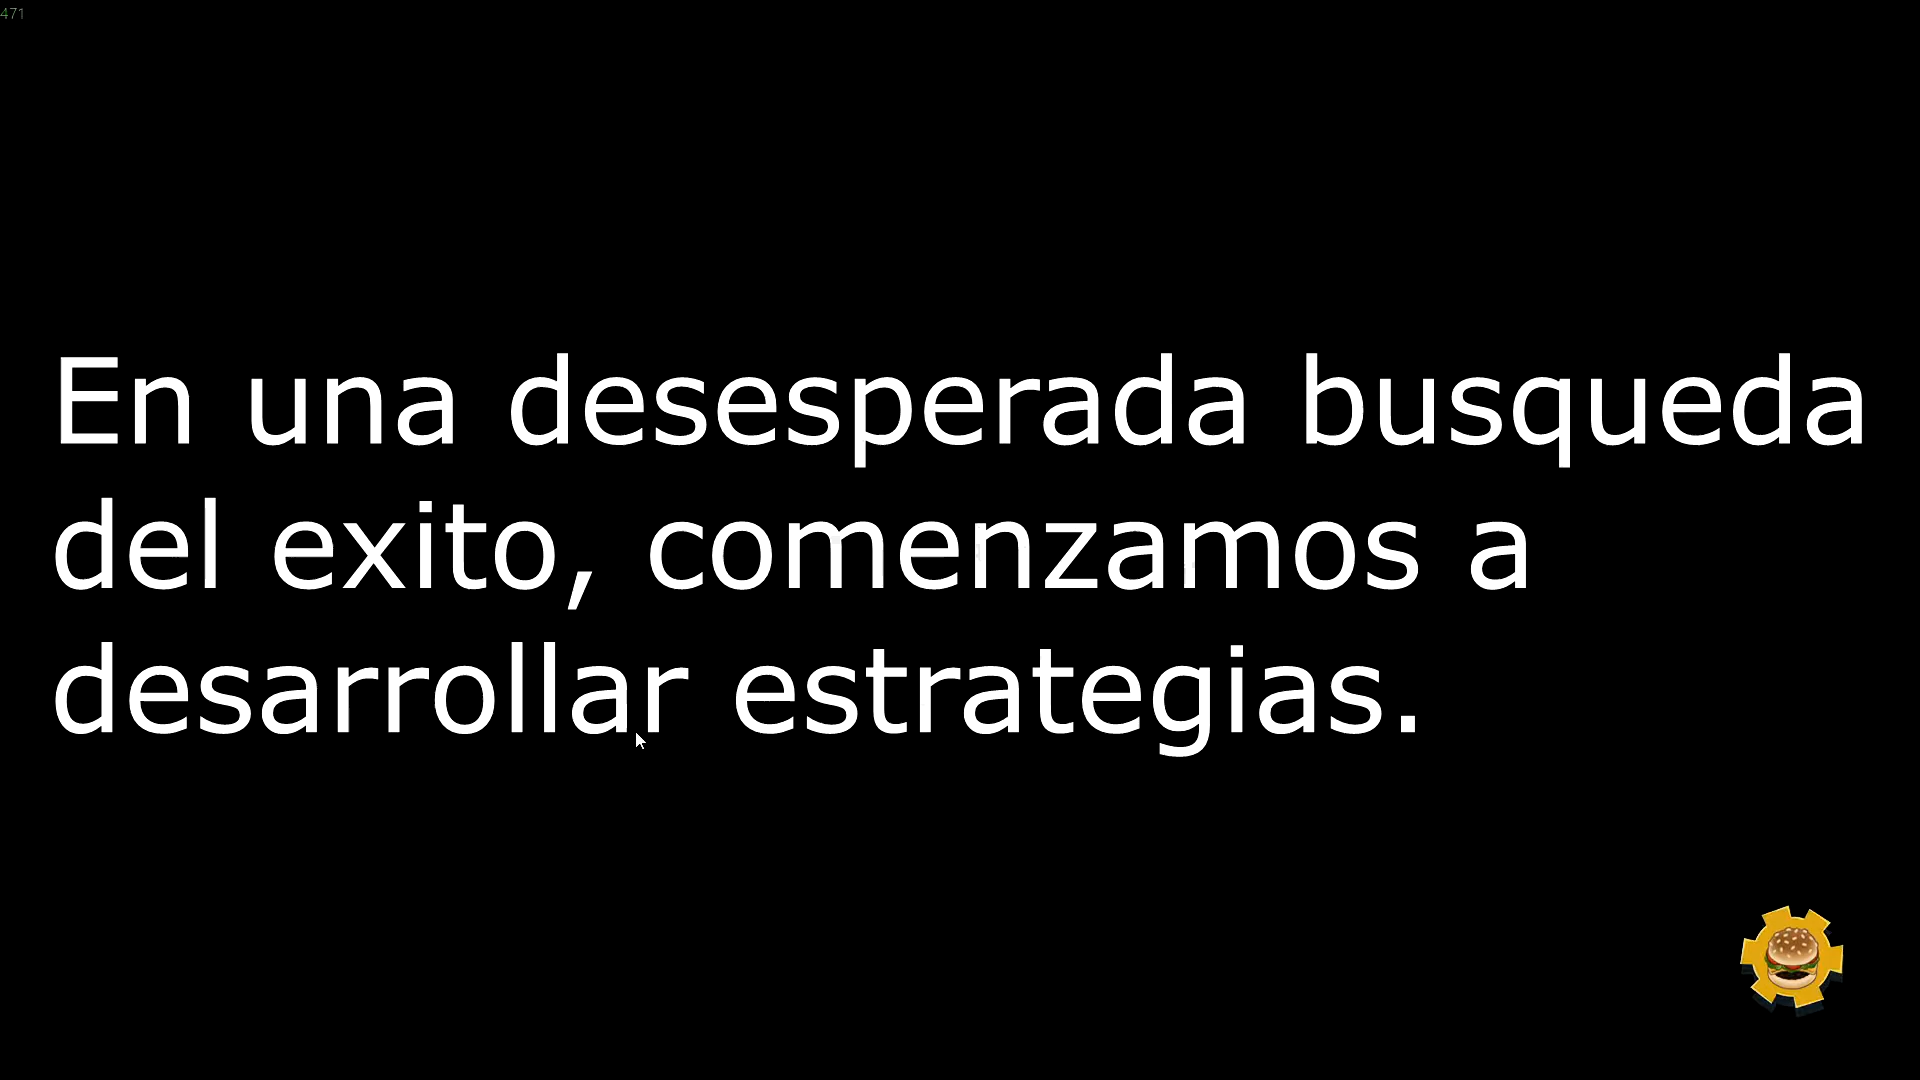 471
En una desesperada busqueda
del exito, comenzamos a
desarrollar estrategias.